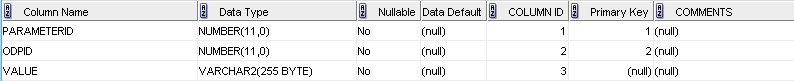 Column Name Data Type Nullable Data Default COLUMN ID Primary Key COMMENTS
PARAMETERID NUMBER(11,0) No (null) 1 1 (null)
ODPID NUMBER(11,0) No (null) 2 2 (null)
VALUE VARCHAR2(255 BYTE) No (null) 3 (null) (null)